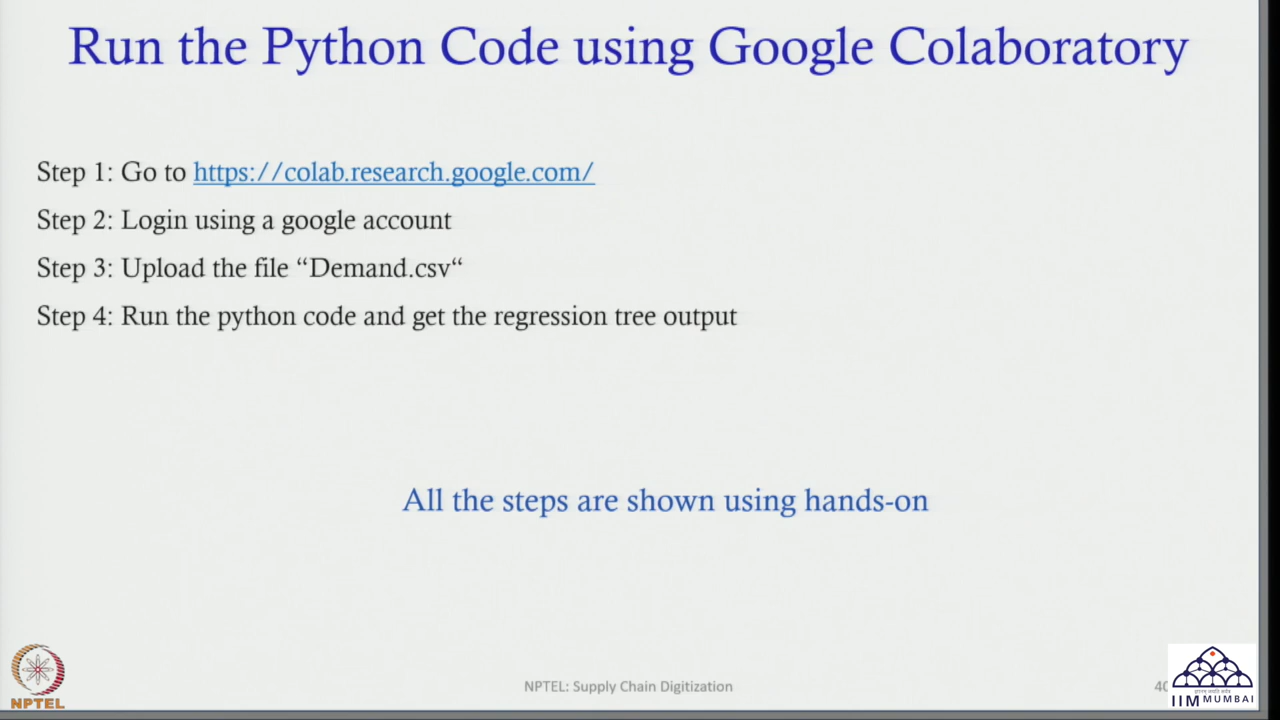 Run the Python Code using Google Colaboratory
Step 1: Go to https://colab.research.google.com/
Step 2: Login using a google account
Step 3: Upload the file “Demand.csv“
Step 4: Run the python code and get the regression tree output
All the steps are shown using hands-on
NPTEL
NPTEL: Supply Chain Digitization
40
IIM MUMBAI